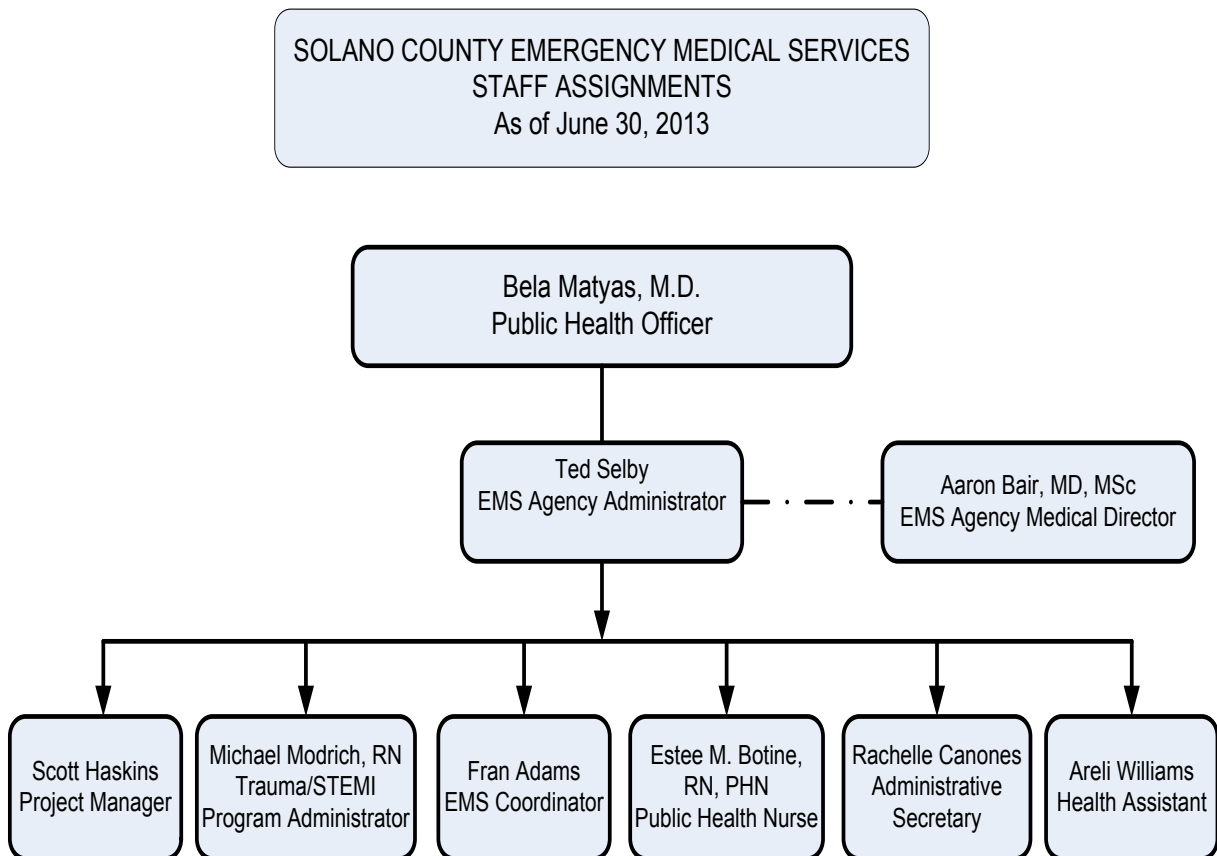 SOLANO COUNTY EMERGENCY MEDICAL SERVICES
STAFF ASSIGNMENTS
As of June 30, 2013
Bela Matyas, M.D.
Public Health Officer
Ted Selby
EMS Agency Administrator
Aaron Bair, MD, MSc
EMS Agency Medical Director
Scott Haskins
Project Manager
Michael Modrich, RN
Trauma/STEMI
Program Administrator
Fran Adams
EMS Coordinator
Estee M. Botine,
RN, PHN
Public Health Nurse
Rachelle Canones
Administrative
Secretary
Areli Williams
Health Assistant